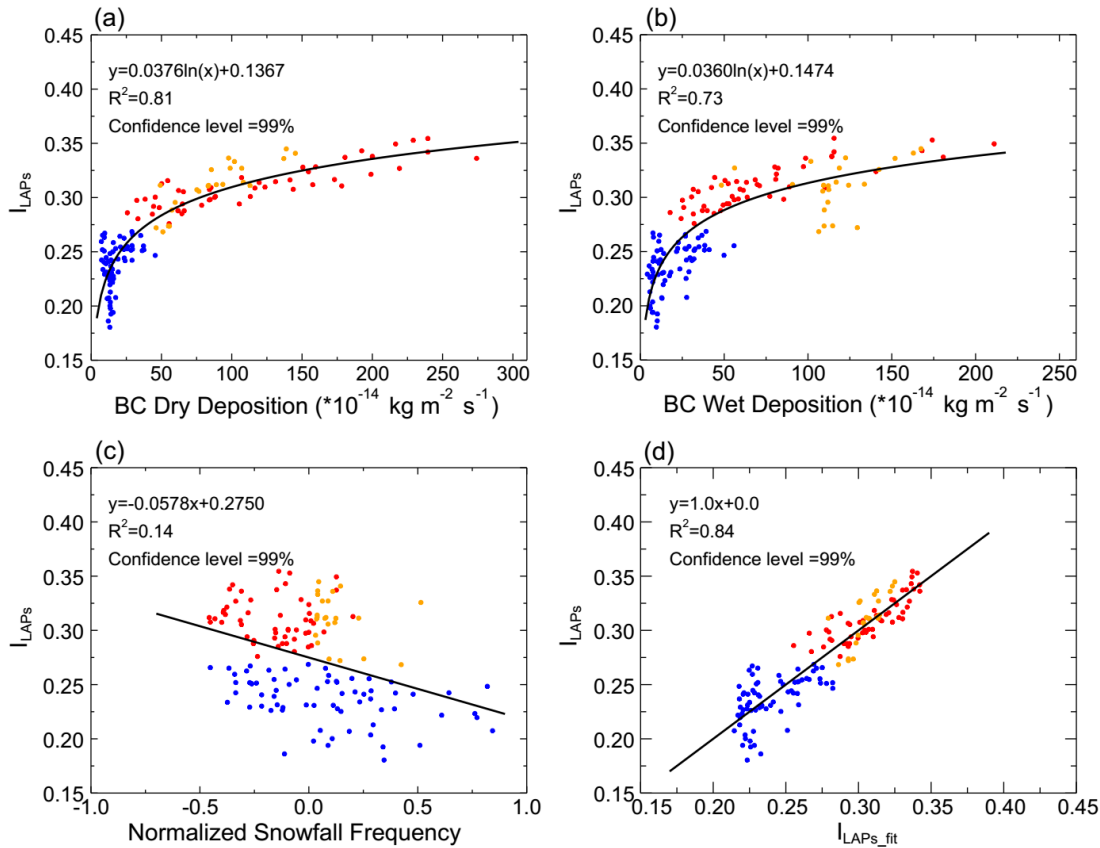 (a)
0.45
0.40
0.35
0.30
0.25
0.20
0.15
I_LAPs
y=0.0376ln(x)+0.1367
R²=0.81
Confidence level =99%
0 50 100 150 200 250 300
BC Dry Deposition (*10⁻¹⁴ kg m⁻² s⁻¹)
(b)
0.45
0.40
0.35
0.30
0.25
0.20
0.15
I_LAPs
y=0.0360ln(x)+0.1474
R²=0.73
Confidence level =99%
0 50 100 150 200 250
BC Wet Deposition (*10⁻¹⁴ kg m⁻² s⁻¹)
(c)
0.45
0.40
0.35
0.30
0.25
0.20
0.15
I_LAPs
y=-0.0578x+0.2750
R²=0.14
Confidence level =99%
-1.0 -0.5 0.0 0.5 1.0
Normalized Snowfall Frequency
(d)
0.45
0.40
0.35
0.30
0.25
0.20
0.15
I_LAPs
y=1.0x+0.0
R²=0.84
Confidence level =99%
0.15 0.20 0.25 0.30 0.35 0.40 0.45
I_LAPs_fit